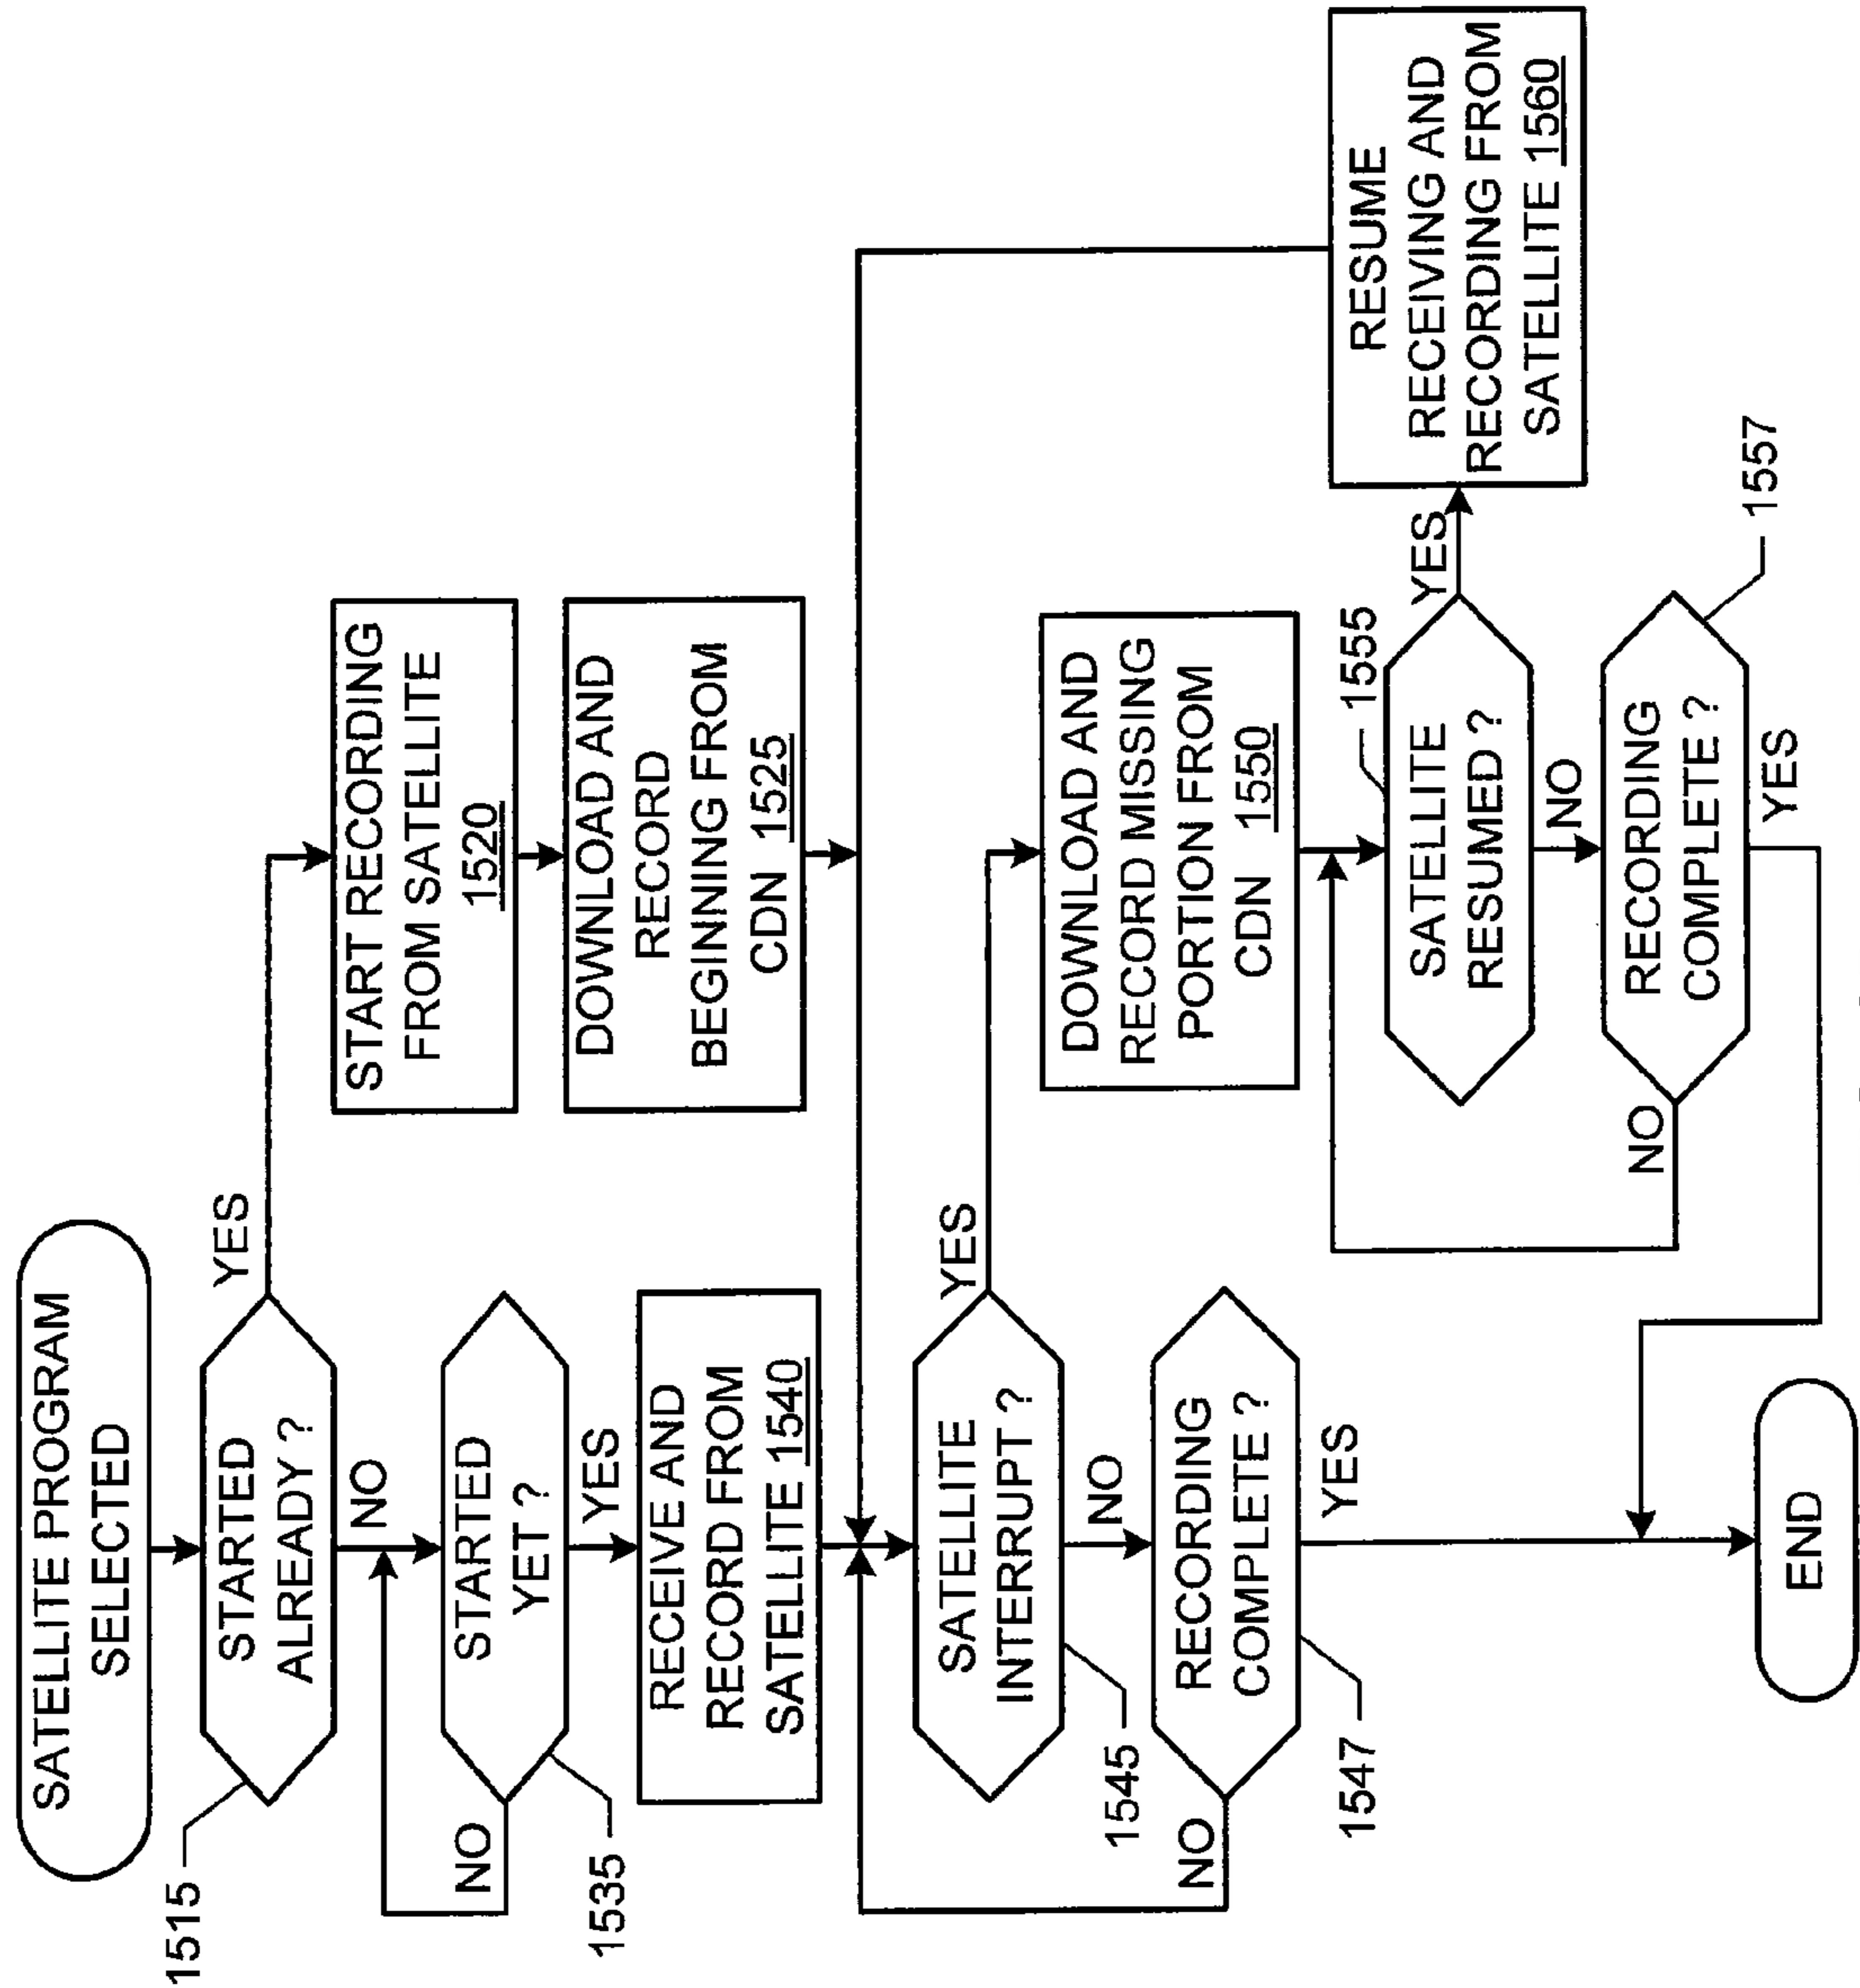 SATELLITE PROGRAM
SELECTED
1515
STARTED
ALREADY ?
YES
NO
STARTED
YET ?
NO
1535
YES
RECEIVE AND
RECORD FROM
SATELLITE 1540
START RECORDING
FROM SATELLITE
1520
DOWNLOAD AND
RECORD
BEGINNING FROM
CDN 1525
SATELLITE
INTERRUPT ?
YES
1545
NO
RECORDING
COMPLETE ?
NO
1547
YES
END
DOWNLOAD AND
RECORD MISSING
PORTION FROM
CDN 1550
1555
SATELLITE
RESUMED ?
YES
NO
RECORDING
COMPLETE ?
NO
1557
YES
RESUME
RECEIVING AND
RECORDING FROM
SATELLITE 1560